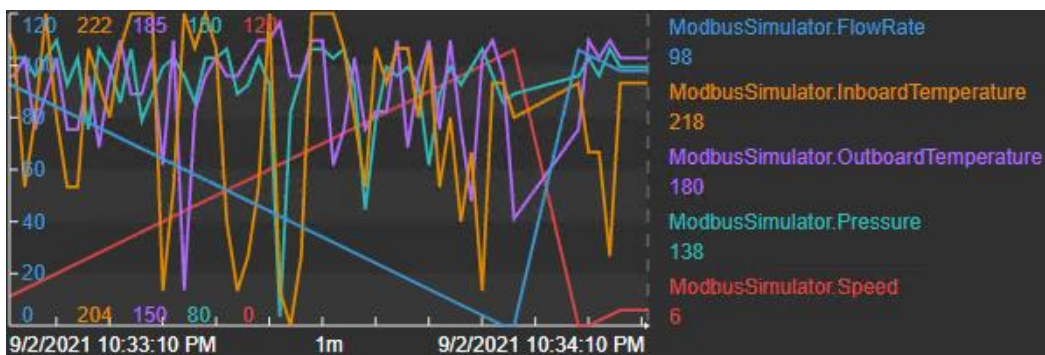 120 222 185 150 120
100
80
60
40
20
0 204 150 80 0
9/2/2021 10:33:10 PM 1m 9/2/2021 10:34:10 PM
ModbusSimulator.FlowRate
98
ModbusSimulator.InboardTemperature
218
ModbusSimulator.OutboardTemperature
180
ModbusSimulator.Pressure
138
ModbusSimulator.Speed
6